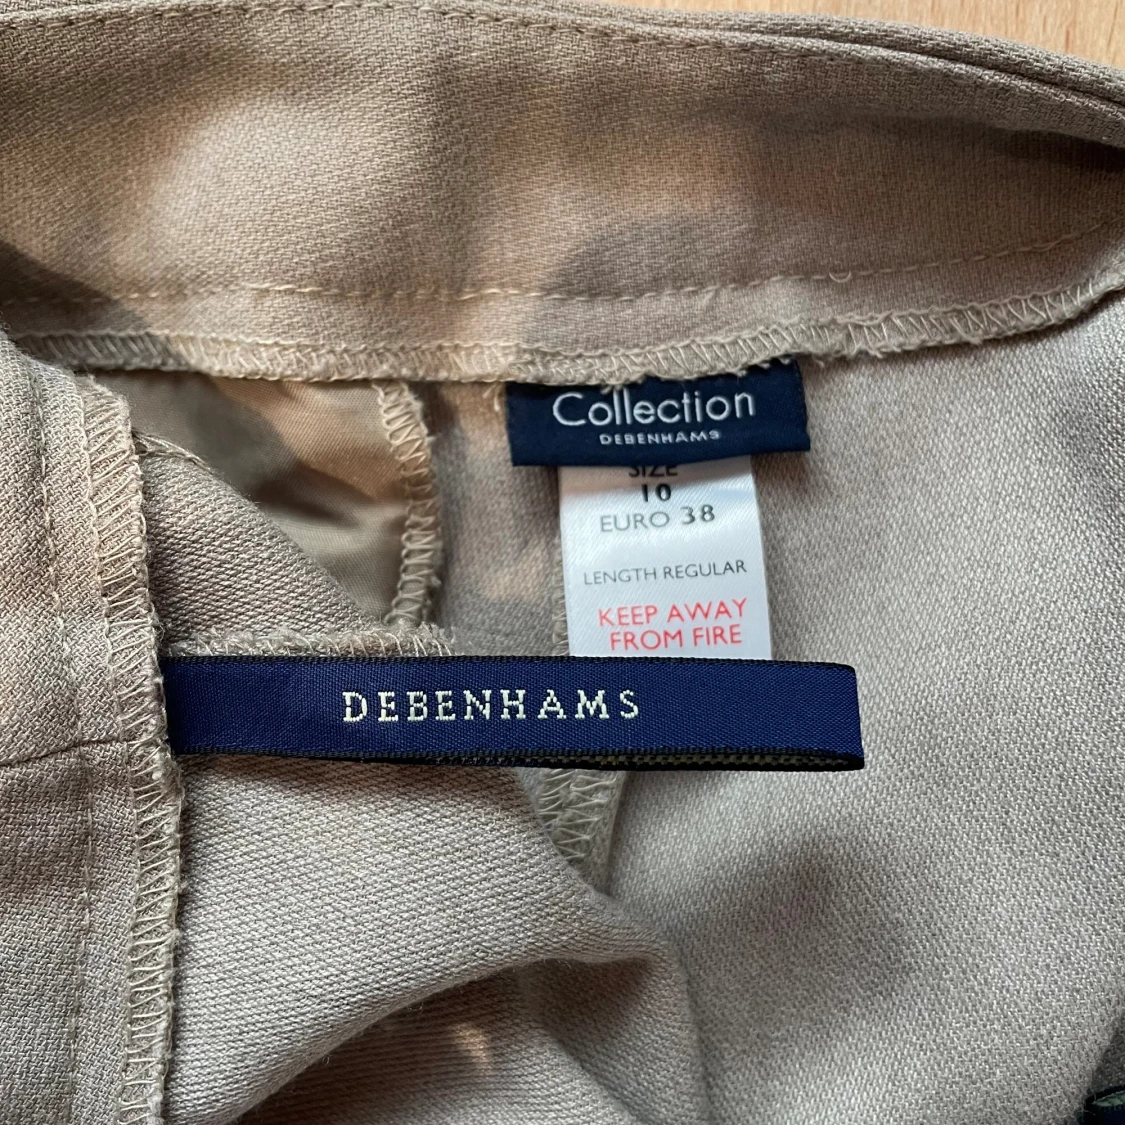 Collection
DEBENHAMS
SIZE
10
EURO 38
LENGTH REGULAR
KEEP AWAY
FROM FIRE
DEBENHAMS